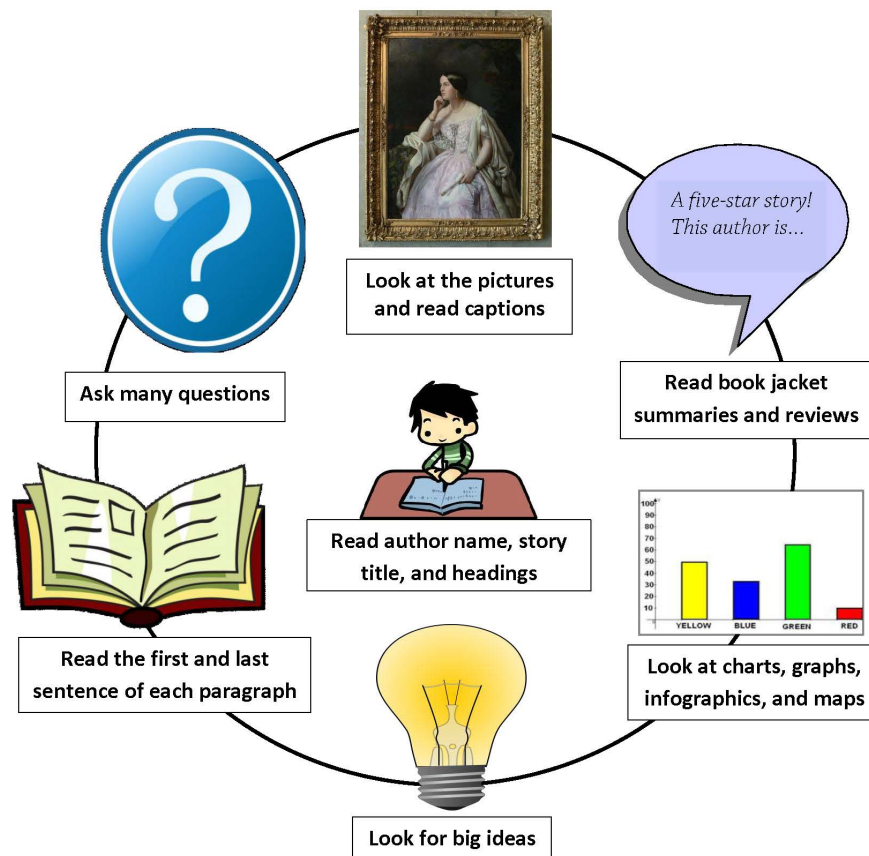 Look at the pictures
and read captions
A five-star story!
This author is...
Read book jacket
summaries and reviews
100
90
80
70
60
50
40
30
20
10
YELLOW BLUE GREEN RED
Look at charts, graphs,
infographics, and maps
Look for big ideas
Read the first and last
sentence of each paragraph
Ask many questions
?
Read author name, story
title, and headings